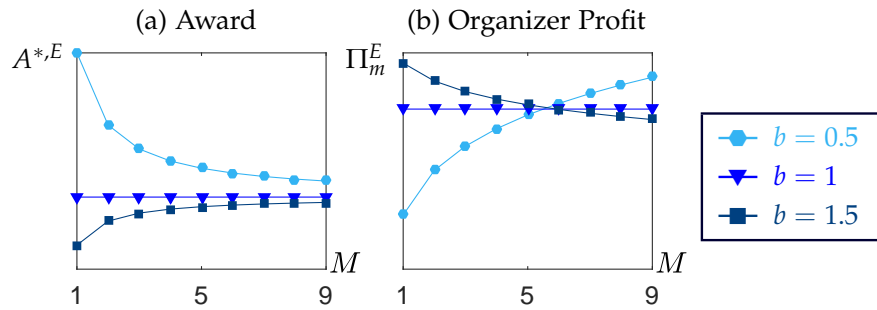 (a) Award
(b) Organizer Profit
A^{*,E}
Π_m^E
b = 0.5
b = 1
b = 1.5
M
M
1 5 9
1 5 9